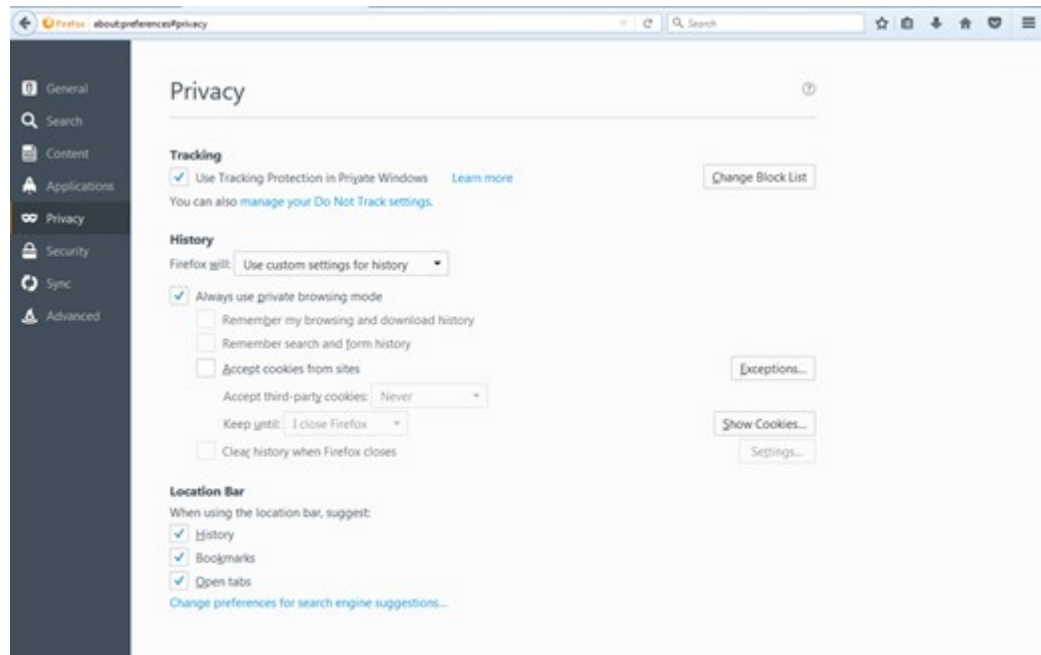 Firefox about:preferences#privacy
Search
General
Search
Content
Applications
Privacy
Security
Sync
Advanced
Privacy
Tracking
Use Tracking Protection in Private Windows Learn more
Change Block List
You can also manage your Do Not Track settings.
History
Firefox will: Use custom settings for history
Always use private browsing mode
Remember my browsing and download history
Remember search and form history
Accept cookies from sites
Exceptions...
Accept third-party cookies: Never
Keep until: I close Firefox
Show Cookies...
Clear history when Firefox closes
Settings...
Location Bar
When using the location bar, suggest:
History
Bookmarks
Open tabs
Change preferences for search engine suggestions...